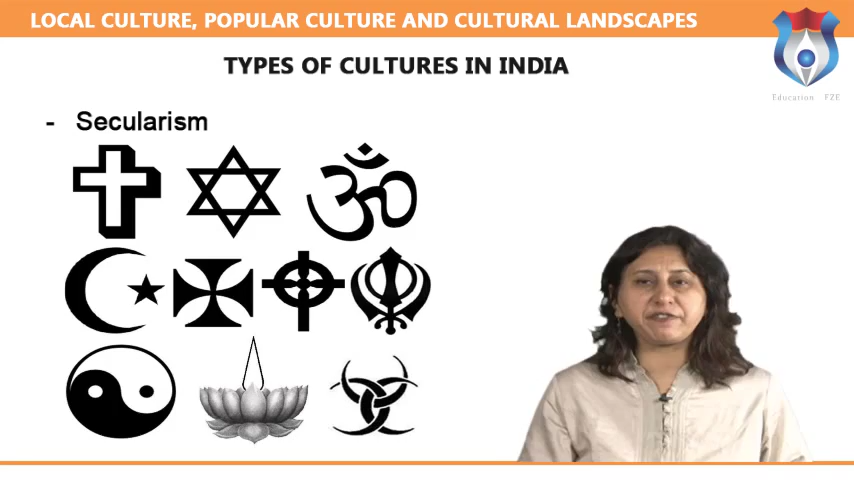 LOCAL CULTURE, POPULAR CULTURE AND CULTURAL LANDSCAPES
TYPES OF CULTURES IN INDIA
Education FZE
- Secularism
ॐ